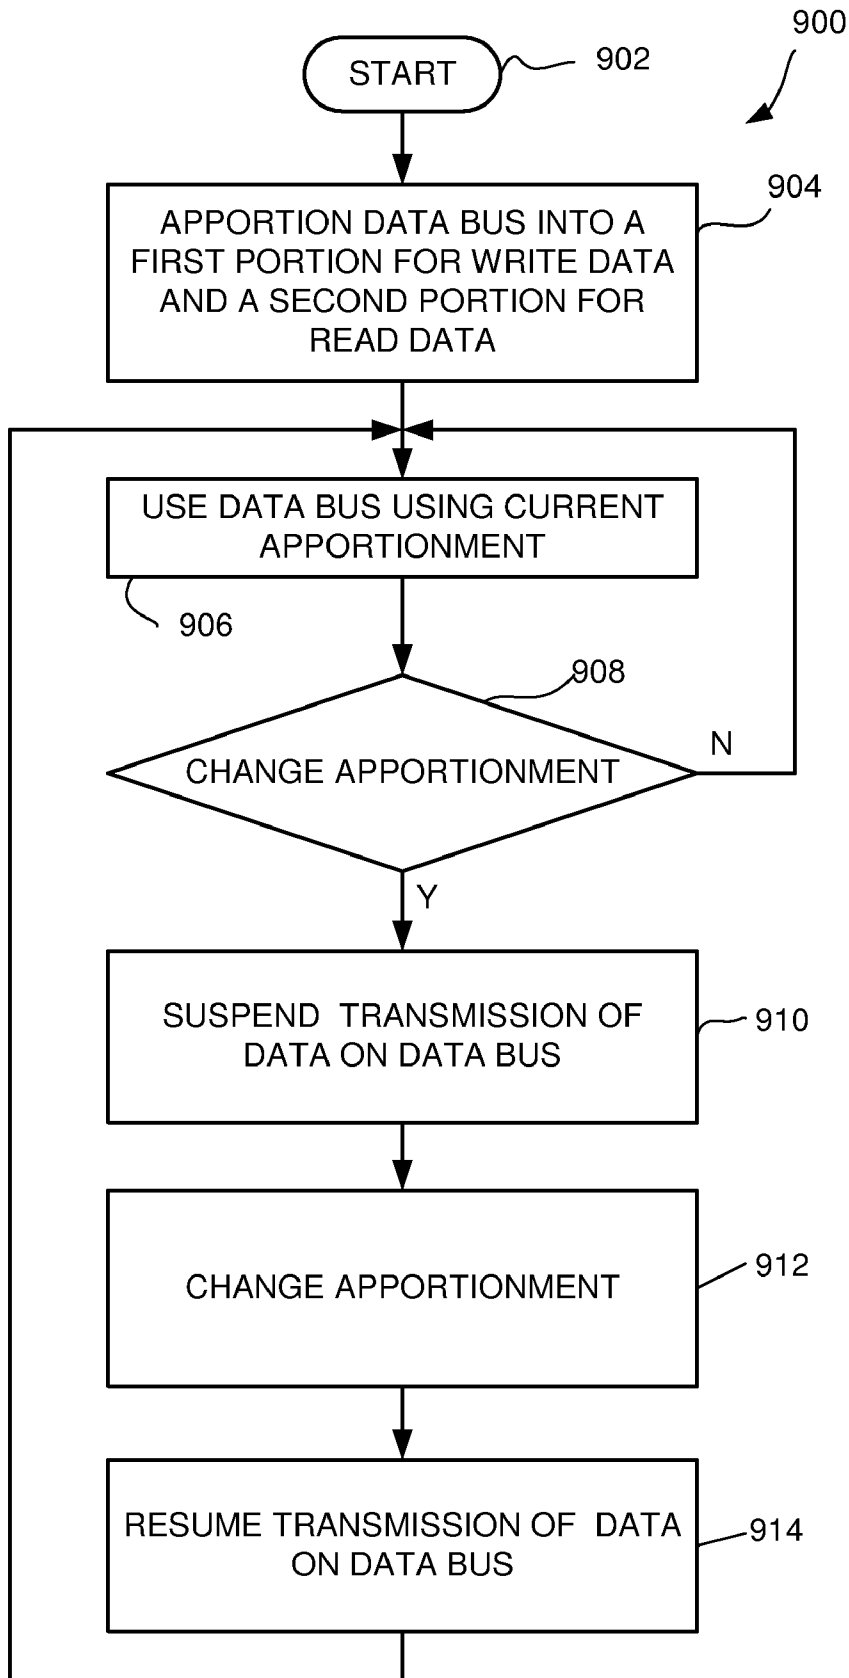 900
START
902
904
APPORTION DATA BUS INTO A
FIRST PORTION FOR WRITE DATA
AND A SECOND PORTION FOR
READ DATA
USE DATA BUS USING CURRENT
APPORTIONMENT
906
908
CHANGE APPORTIONMENT
N
Y
SUSPEND TRANSMISSION OF
DATA ON DATA BUS
910
CHANGE APPORTIONMENT
912
RESUME TRANSMISSION OF DATA
ON DATA BUS
914